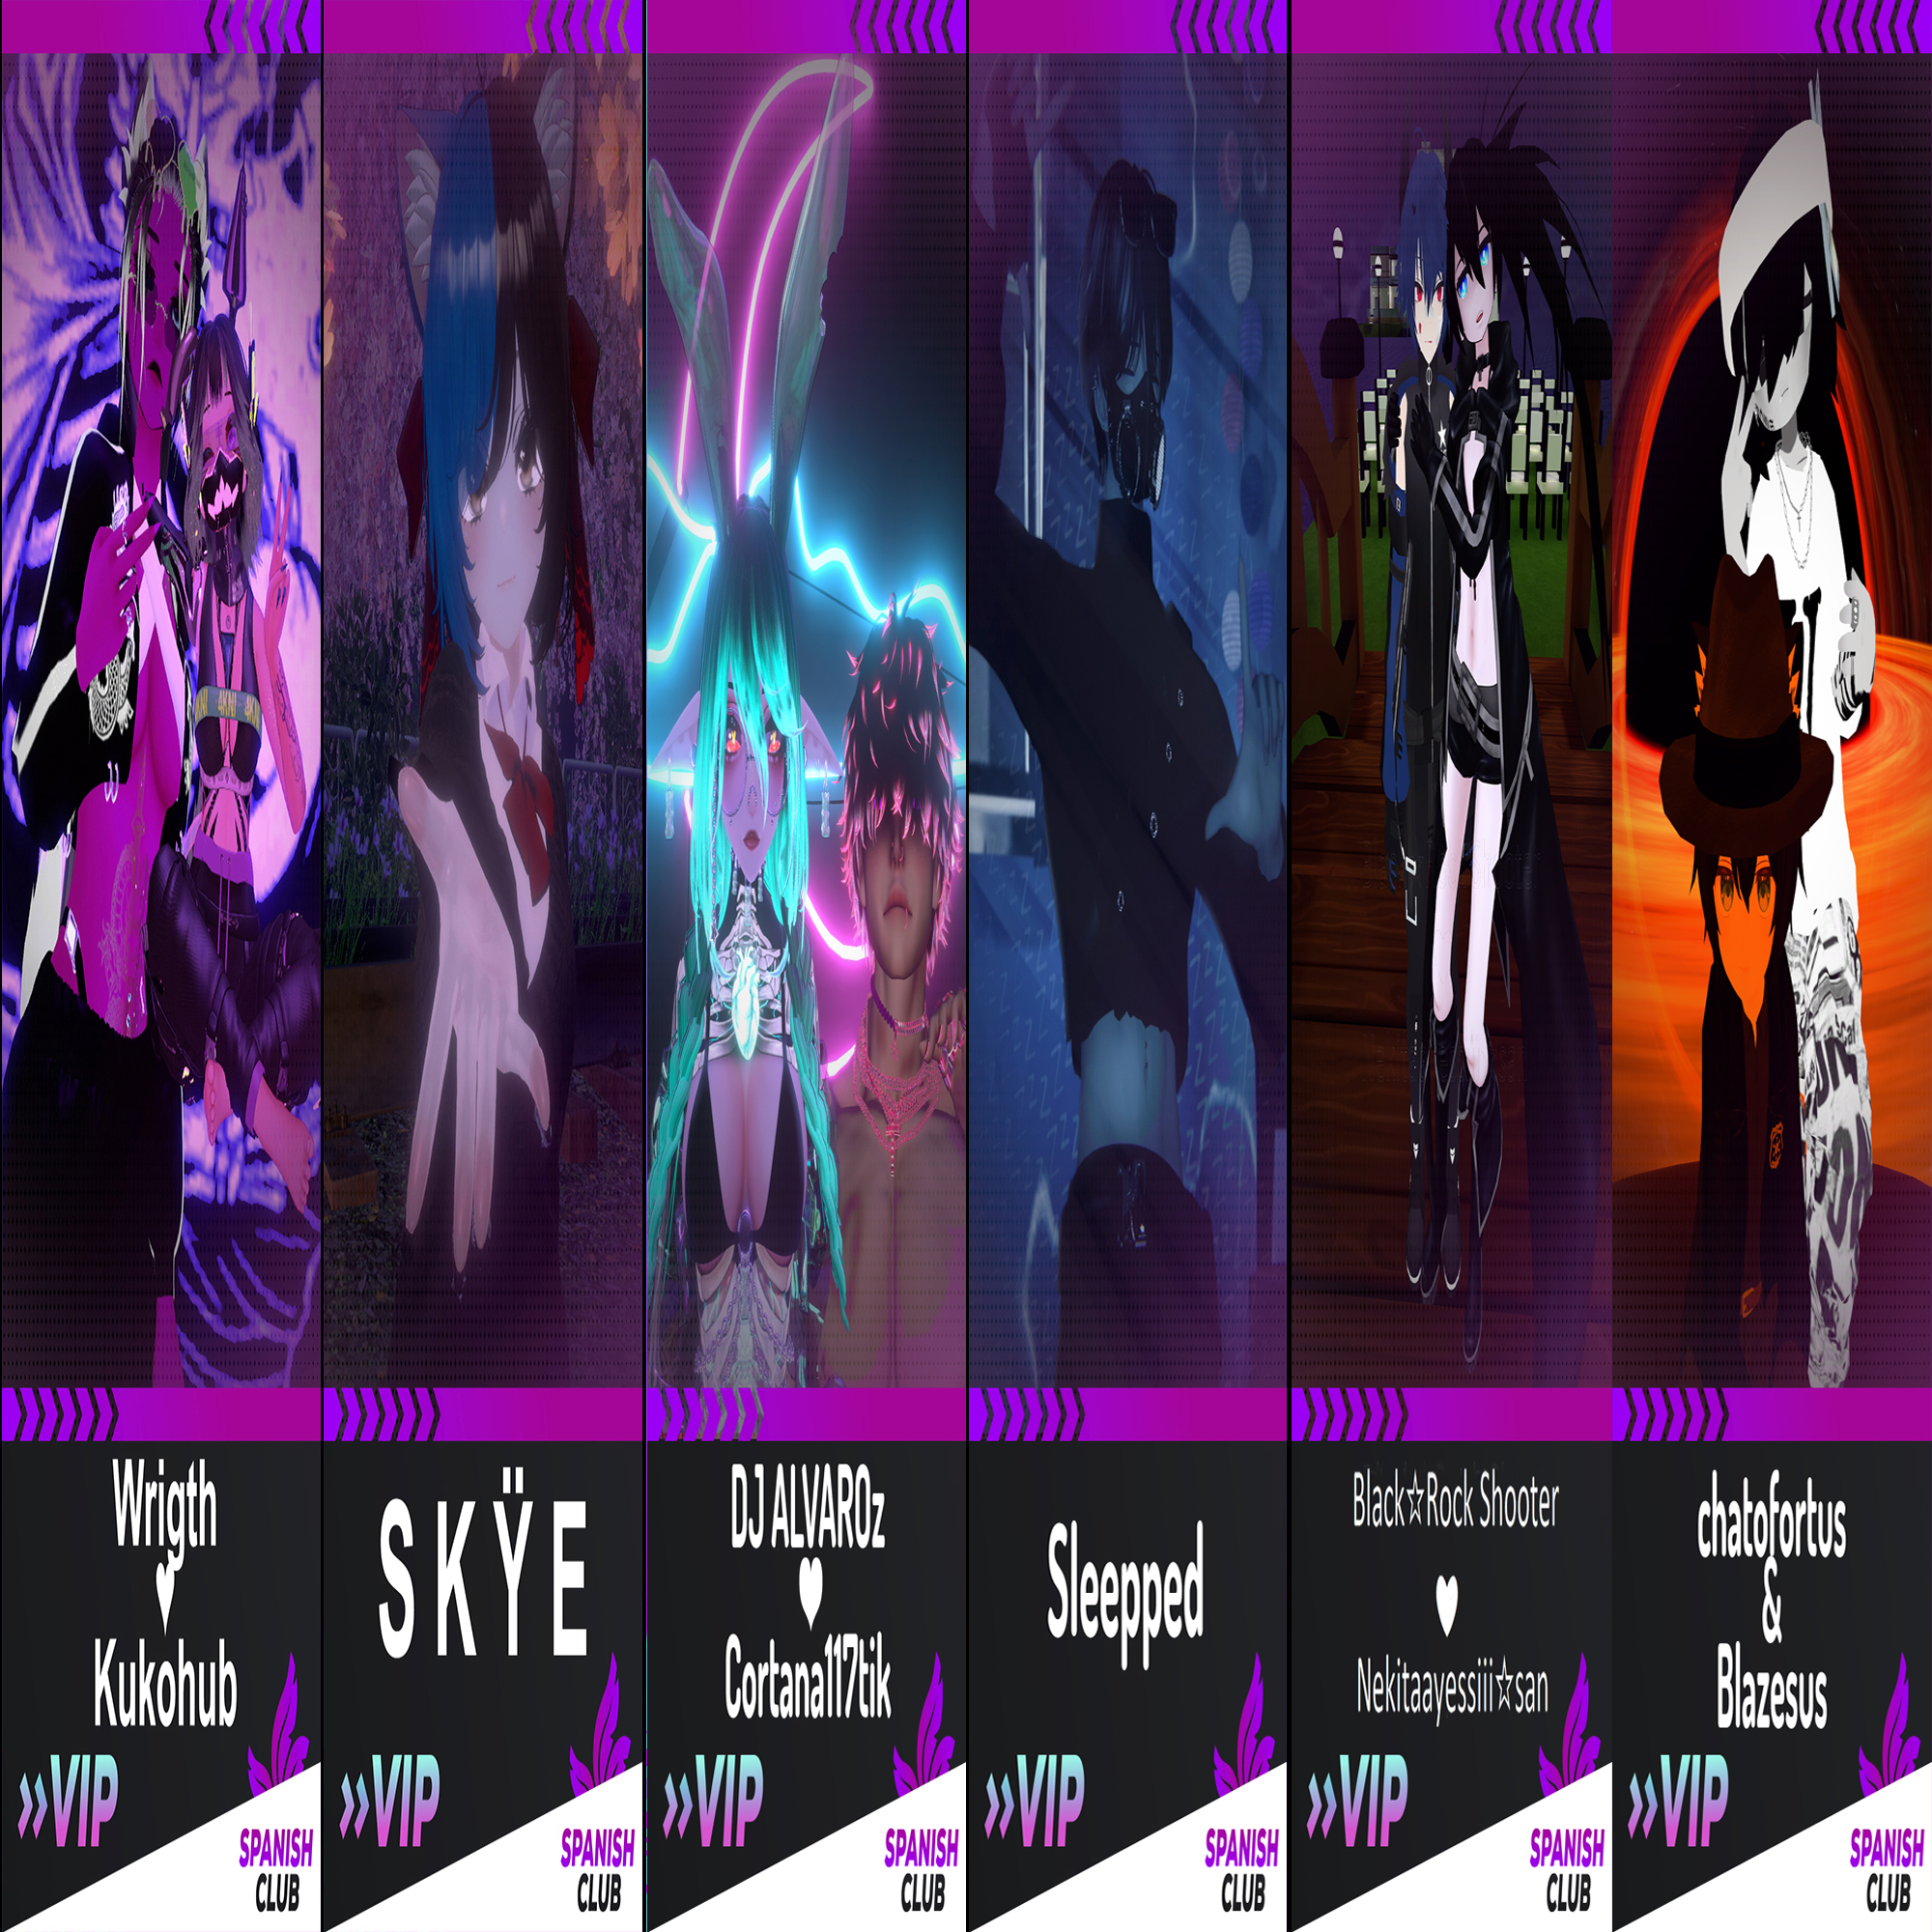 Wrigth
♥
Kukohub
VIP
SPANISH
CLUB
SKŸE
VIP
SPANISH
CLUB
DJ ALVAROz
♥
Cortana117tik
VIP
SPANISH
CLUB
Sleepped
VIP
SPANISH
CLUB
Black☆Rock Shooter
♥
Nekitaayessiii☆san
VIP
SPANISH
CLUB
chatofortus
&
Blazesus
VIP
SPANISH
CLUB